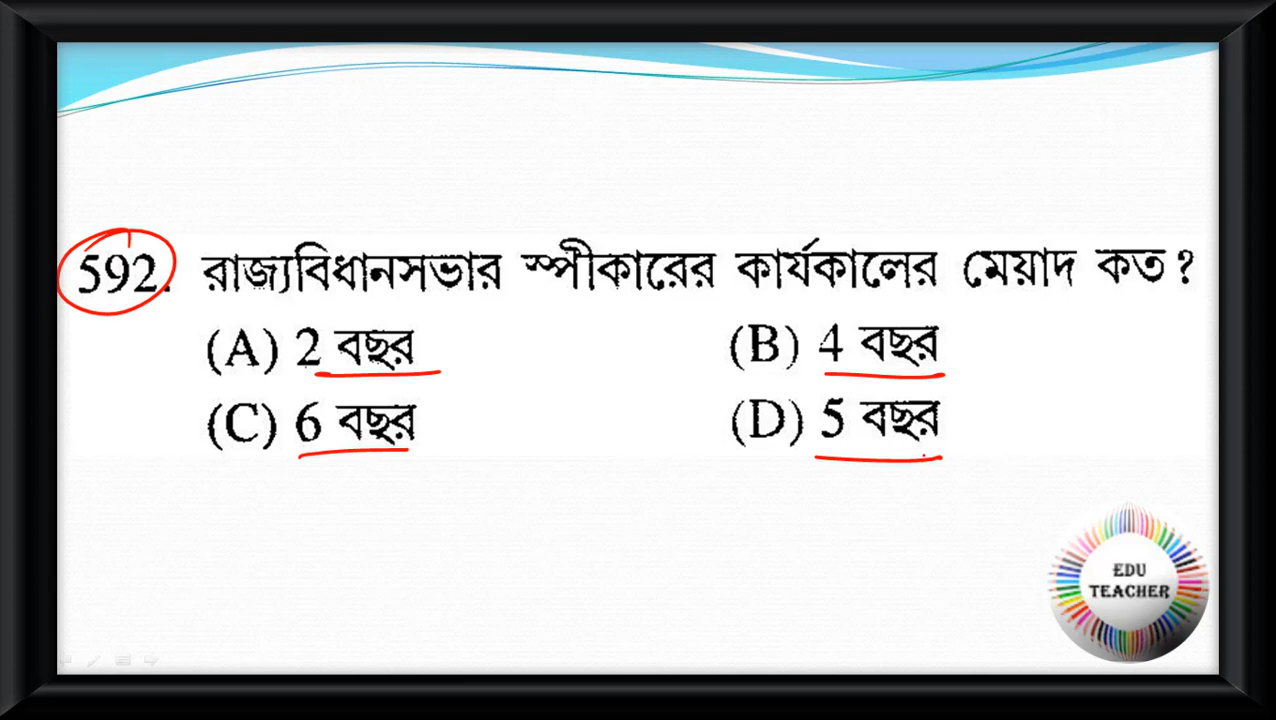 592. রাজ্যবিধানসভার স্পীকারের কার্যকালের মেয়াদ কত?
(A) 2 বছর (B) 4 বছর
(C) 6 বছর (D) 5 বছর
EDU
TEACHER